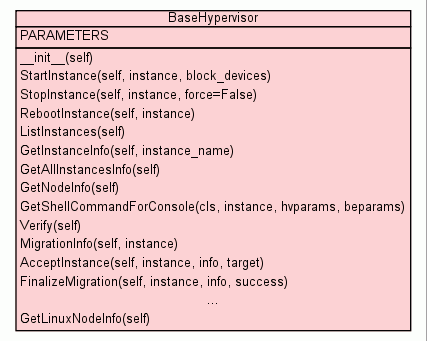 BaseHypervisor
PARAMETERS
__init__(self)
StartInstance(self, instance, block_devices)
StopInstance(self, instance, force=False)
RebootInstance(self, instance)
ListInstances(self)
GetInstanceInfo(self, instance_name)
GetAllInstancesInfo(self)
GetNodeInfo(self)
GetShellCommandForConsole(cls, instance, hvparams, beparams)
Verify(self)
MigrationInfo(self, instance)
AcceptInstance(self, instance, info, target)
FinalizeMigration(self, instance, info, success)
...
GetLinuxNodeInfo(self)